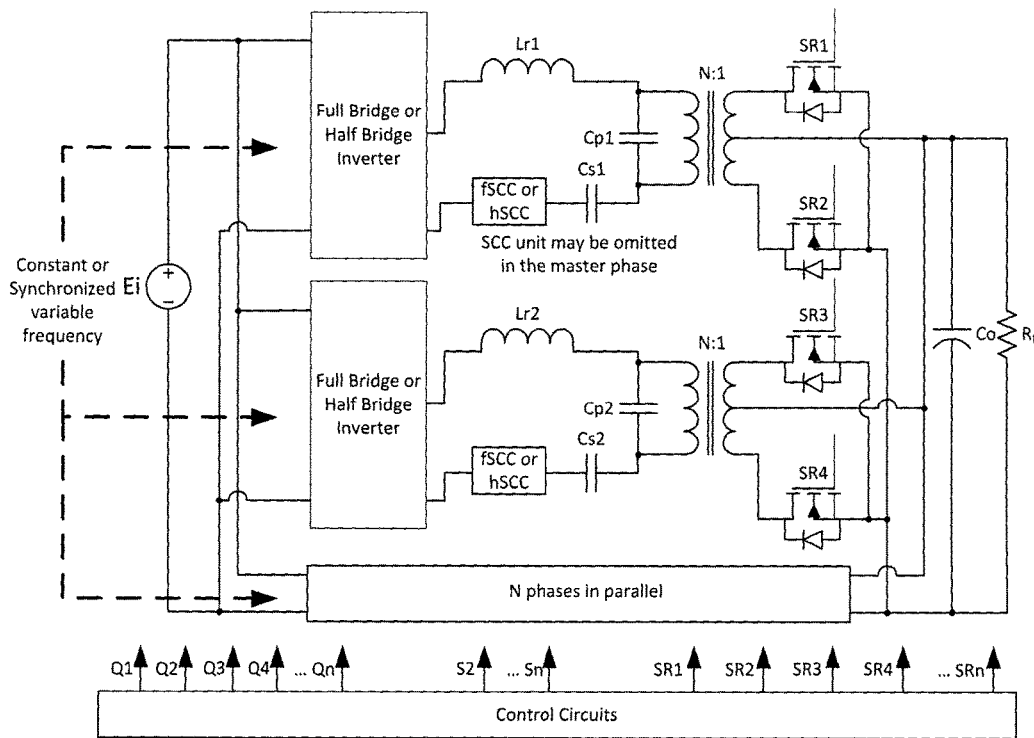 Full Bridge or
Half Bridge
Inverter
Lr1
Cp1
Cs1
fSCC or
hSCC
SCC unit may be omitted
in the master phase
N:1
SR1
SR2
Constant or
Synchronized
variable
frequency
Ei
Full Bridge or
Half Bridge
Inverter
Lr2
Cp2
Cs2
fSCC or
hSCC
N:1
SR3
SR4
Co
N phases in parallel
Q1
Q2
Q3
Q4
... Qn
S2
... Sn
SR1
SR2
SR3
SR4
... SRn
Control Circuits